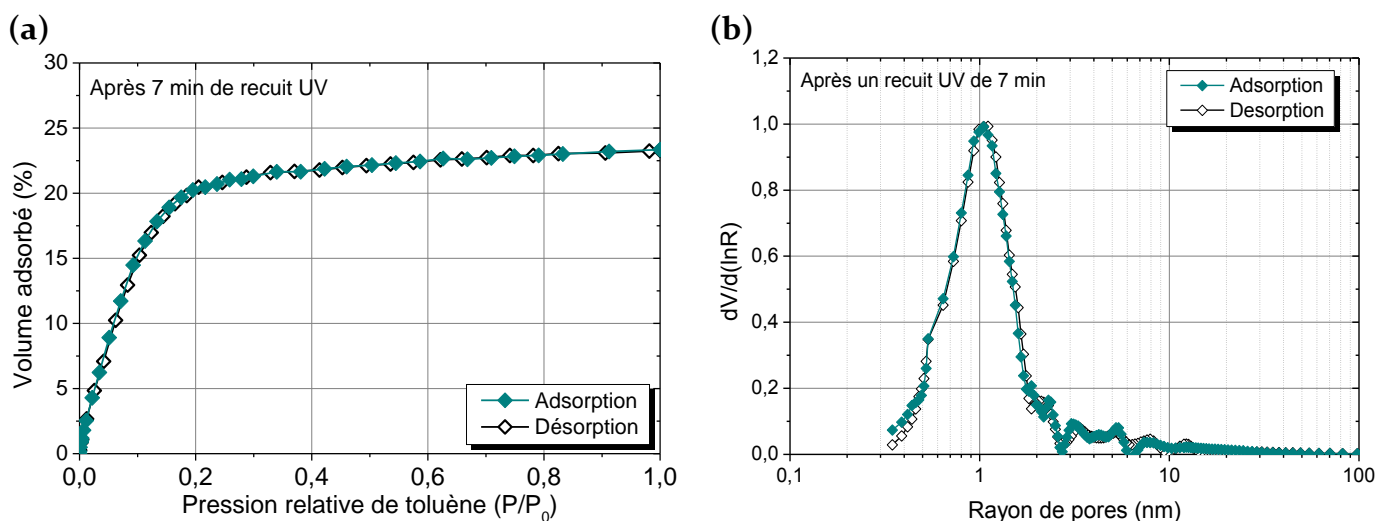 (a)
30
25
20
15
10
5
0
Volume adsorbé (%)
Après 7 min de recuit UV
Adsorption
Désorption
0,0 0,2 0,4 0,6 0,8 1,0
Pression relative de toluène (P/P0)
(b)
1,2
1,0
0,8
0,6
0,4
0,2
0,0
dV/d(lnR)
Après un recuit UV de 7 min
Adsorption
Desorption
0,1 1 10 100
Rayon de pores (nm)